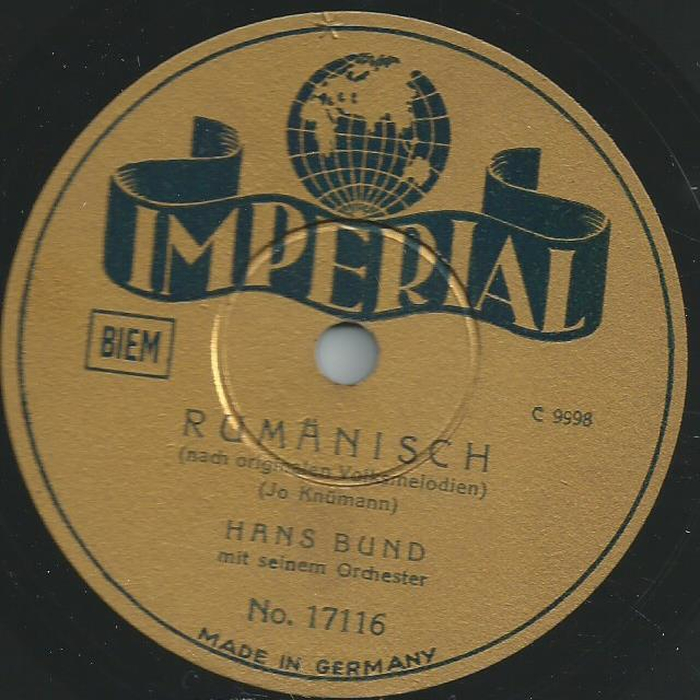 IMPERIAL
BIEM
C 9998
RUMÄNISCH
(nach originalen Volksmelodien)
(Jo Knümann)
HANS BUND
mit seinem Orchester
No. 17116
MADE IN GERMANY